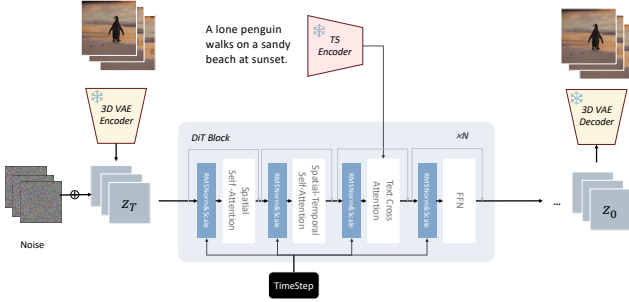 A lone penguin
walks on a sandy
beach at sunset.
T5
Encoder
3D VAE
Encoder
3D VAE
Decoder
DiT Block
×N
RMSNorm&Scale
Spatial
Self-Attention
RMSNorm&Scale
Spatial-Temporal
Self-Attention
RMSNorm&Scale
Text Cross
Attention
RMSNorm&Scale
FFN
z_T
...
z_0
Noise
TimeStep